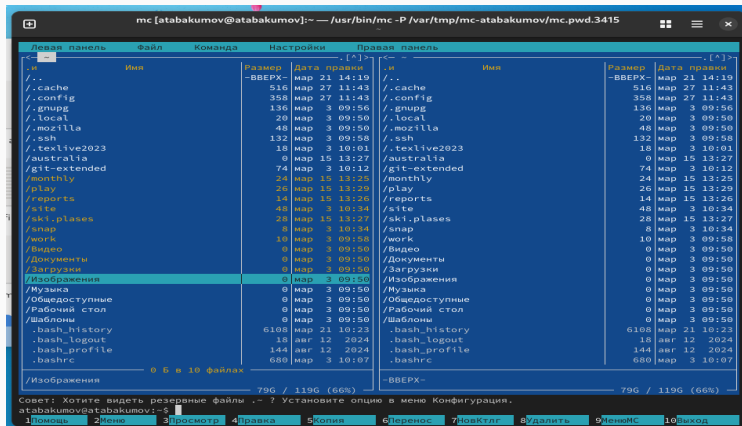 mc [atabakumov@atabakumov]:~ — /usr/bin/mc -P /var/tmp/mc-atabakumov/mc.pwd.3415
~
Левая панель Файл Команда Настройки Правая панель
<— ~ .[^]> <— ~ .[^]>
.и Имя Размер Дата правки .и Имя Размер Дата правки
/.. -ВВЕРХ- мар 21 14:19 /.. -ВВЕРХ- мар 21 14:19
/.cache 516 мар 27 11:43 /.cache 516 мар 27 11:43
/.config 358 мар 27 11:43 /.config 358 мар 27 11:43
/.gnupg 136 мар 3 09:56 /.gnupg 136 мар 3 09:56
/.local 20 мар 3 09:50 /.local 20 мар 3 09:50
/.mozilla 48 мар 3 09:50 /.mozilla 48 мар 3 09:50
/.ssh 132 мар 3 09:58 /.ssh 132 мар 3 09:58
/.texlive2023 18 мар 3 10:01 /.texlive2023 18 мар 3 10:01
/australia 0 мар 15 13:27 /australia 0 мар 15 13:27
/git-extended 74 мар 3 10:12 /git-extended 74 мар 3 10:12
/monthly 24 мар 15 13:25 /monthly 24 мар 15 13:25
/play 26 мар 15 13:29 /play 26 мар 15 13:29
/reports 14 мар 15 13:26 /reports 14 мар 15 13:26
/site 48 мар 3 10:34 /site 48 мар 3 10:34
/ski.plases 28 мар 15 13:27 /ski.plases 28 мар 15 13:27
/snap 8 мар 3 10:34 /snap 8 мар 3 10:34
/work 10 мар 3 09:58 /work 10 мар 3 09:58
/Видео 0 мар 3 09:50 /Видео 0 мар 3 09:50
/Документы 0 мар 3 09:50 /Документы 0 мар 3 09:50
/Загрузки 0 мар 3 09:50 /Загрузки 0 мар 3 09:50
/Изображения 0 мар 3 09:50 /Изображения 0 мар 3 09:50
/Музыка 0 мар 3 09:50 /Музыка 0 мар 3 09:50
/Общедоступные 0 мар 3 09:50 /Общедоступные 0 мар 3 09:50
/Рабочий стол 0 мар 3 09:50 /Рабочий стол 0 мар 3 09:50
/Шаблоны 0 мар 3 09:50 /Шаблоны 0 мар 3 09:50
.bash_history 6108 мар 21 10:23 .bash_history 6108 мар 21 10:23
.bash_logout 18 авг 12 2024 .bash_logout 18 авг 12 2024
.bash_profile 144 авг 12 2024 .bash_profile 144 авг 12 2024
.bashrc 680 мар 3 10:07 .bashrc 680 мар 3 10:07
0 Б в 10 файлах
/Изображения -ВВЕРХ-
79G / 119G (66%) 79G / 119G (66%)
Совет: Хотите видеть резервные файлы .~ ? Установите опцию в меню Конфигурация.
atabakumov@atabakumov:~$
1Помощь 2Меню 3Просмотр 4Правка 5Копия 6Перенос 7НовКтлг 8Удалить 9МенюMC 10Выход